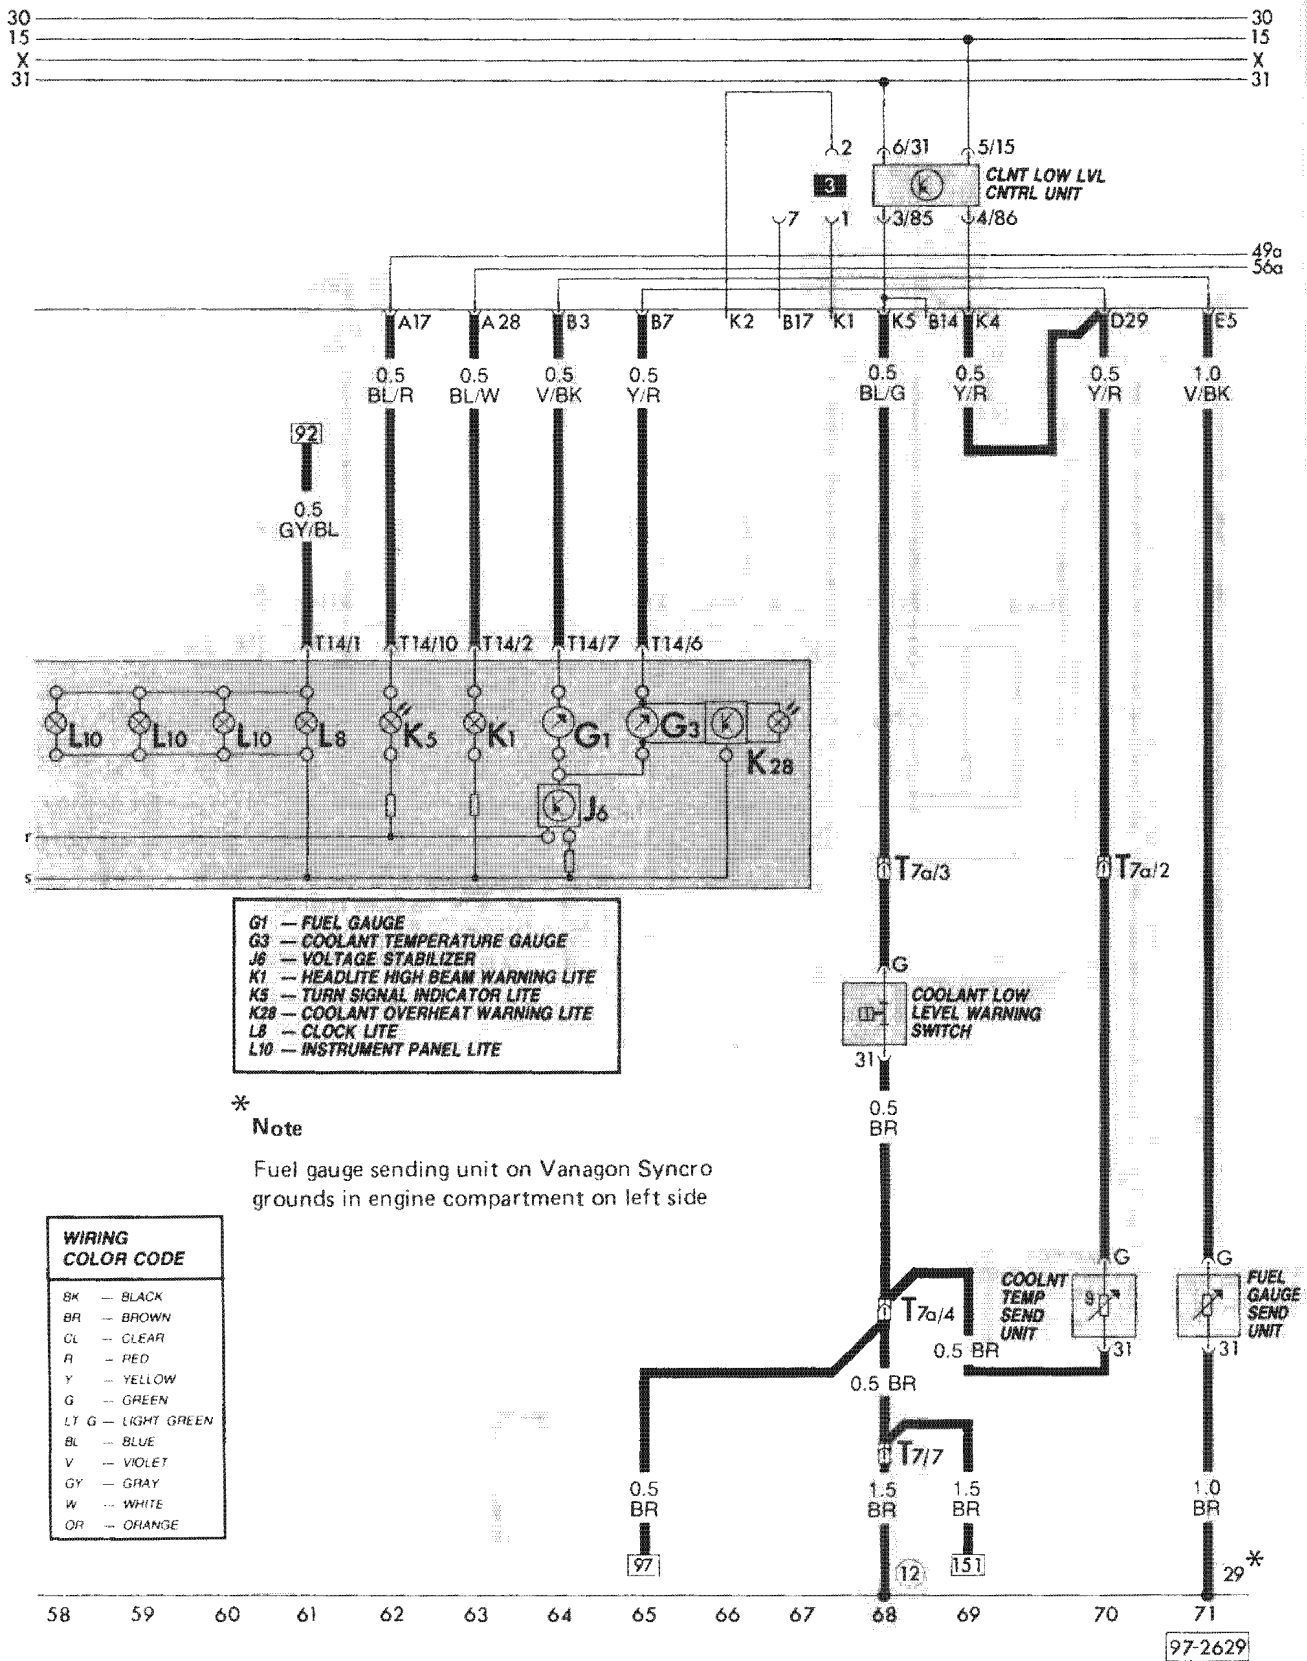 30 30
15 15
X X
31 31
2 6/31 5/15
3
CLNT LOW LVL
CNTRL UNIT
7 1 3/85 4/86
49a
56a
A17 A28 B3 B7 K2 B17 K1 K5 B14 K4 D29 E5
0.5 0.5 0.5 0.5 0.5 0.5 0.5 1.0
BL/R BL/W V/BK Y/R BL/G Y/R Y/R V/BK
92
0.5
GY/BL
T14/1 T14/10 T14/2 T14/7 T14/6
L10 L10 L10 L8 K5 K1 G1 G3
K28
J6
r
s
T7a/3 T7a/2
G1 — FUEL GAUGE
G3 — COOLANT TEMPERATURE GAUGE
J6 — VOLTAGE STABILIZER
K1 — HEADLITE HIGH BEAM WARNING LITE
K5 — TURN SIGNAL INDICATOR LITE
K28 — COOLANT OVERHEAT WARNING LITE
L8 — CLOCK LITE
L10 — INSTRUMENT PANEL LITE
G
COOLANT LOW
LEVEL WARNING
SWITCH
31
0.5
BR
*
Note
Fuel gauge sending unit on Vanagon Syncro
grounds in engine compartment on left side
WIRING
COLOR CODE
BK — BLACK
BR — BROWN
CL — CLEAR
R — RED
Y — YELLOW
G — GREEN
LT G — LIGHT GREEN
BL — BLUE
V — VIOLET
GY — GRAY
W — WHITE
OR — ORANGE
G G
COOLNT
TEMP
SEND
UNIT
FUEL
GAUGE
SEND
UNIT
T7a/4
0.5 BR 31 31
0.5 BR
T7/7
0.5 1.5 1.5 1.0
BR BR BR BR
97 12 151 29 *
58 59 60 61 62 63 64 65 66 67 68 69 70 71
97-2629